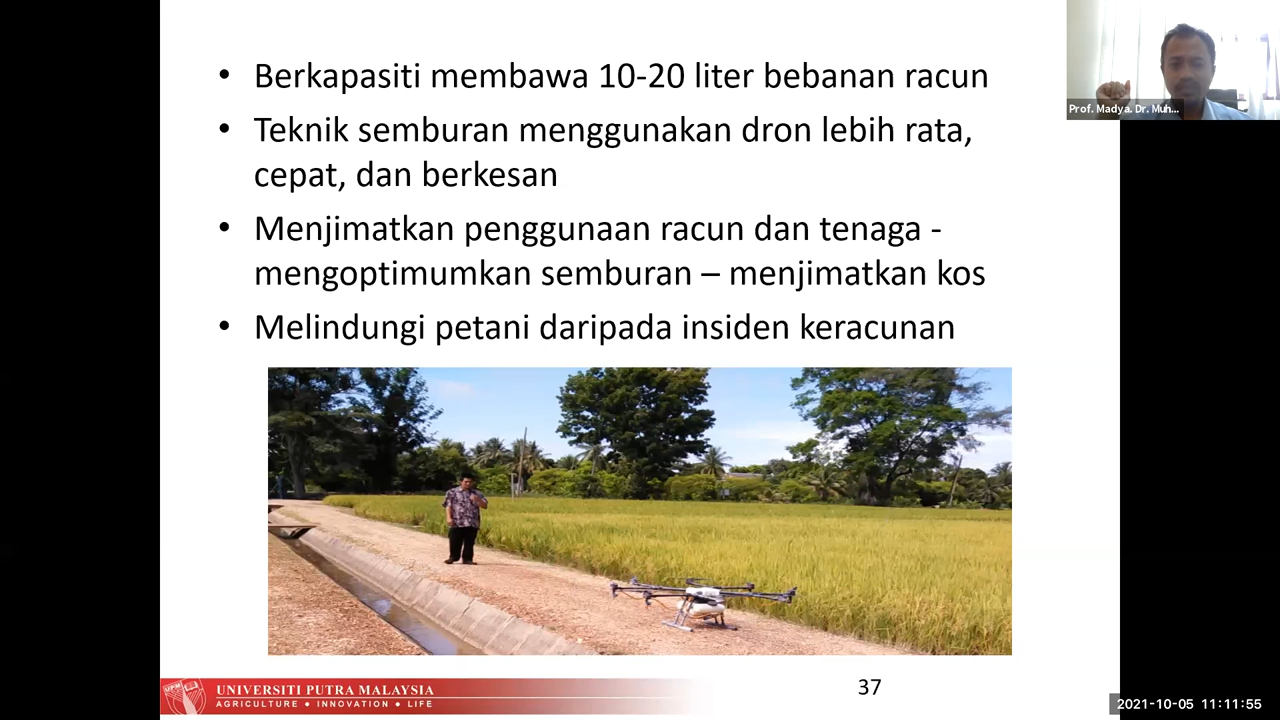 • Berkapasiti membawa 10-20 liter bebanan racun
• Teknik semburan menggunakan dron lebih rata,
cepat, dan berkesan
• Menjimatkan penggunaan racun dan tenaga -
mengoptimumkan semburan – menjimatkan kos
• Melindungi petani daripada insiden keracunan
Prof. Madya. Dr. Muh...
UPM
UNIVERSITI PUTRA MALAYSIA
AGRICULTURE • INNOVATION • LIFE
37
2021-10-05 11:11:55